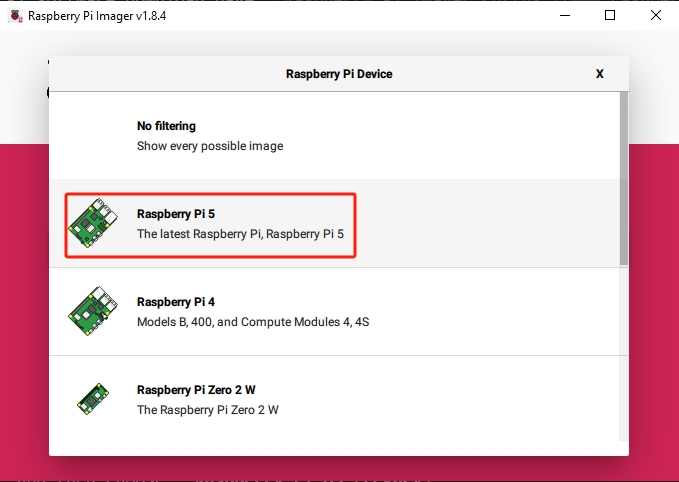 Raspberry Pi Imager v1.8.4
Raspberry Pi Device
X
No filtering
Show every possible image
Raspberry Pi 5
The latest Raspberry Pi, Raspberry Pi 5
Raspberry Pi 4
Models B, 400, and Compute Modules 4, 4S
Raspberry Pi Zero 2 W
The Raspberry Pi Zero 2 W